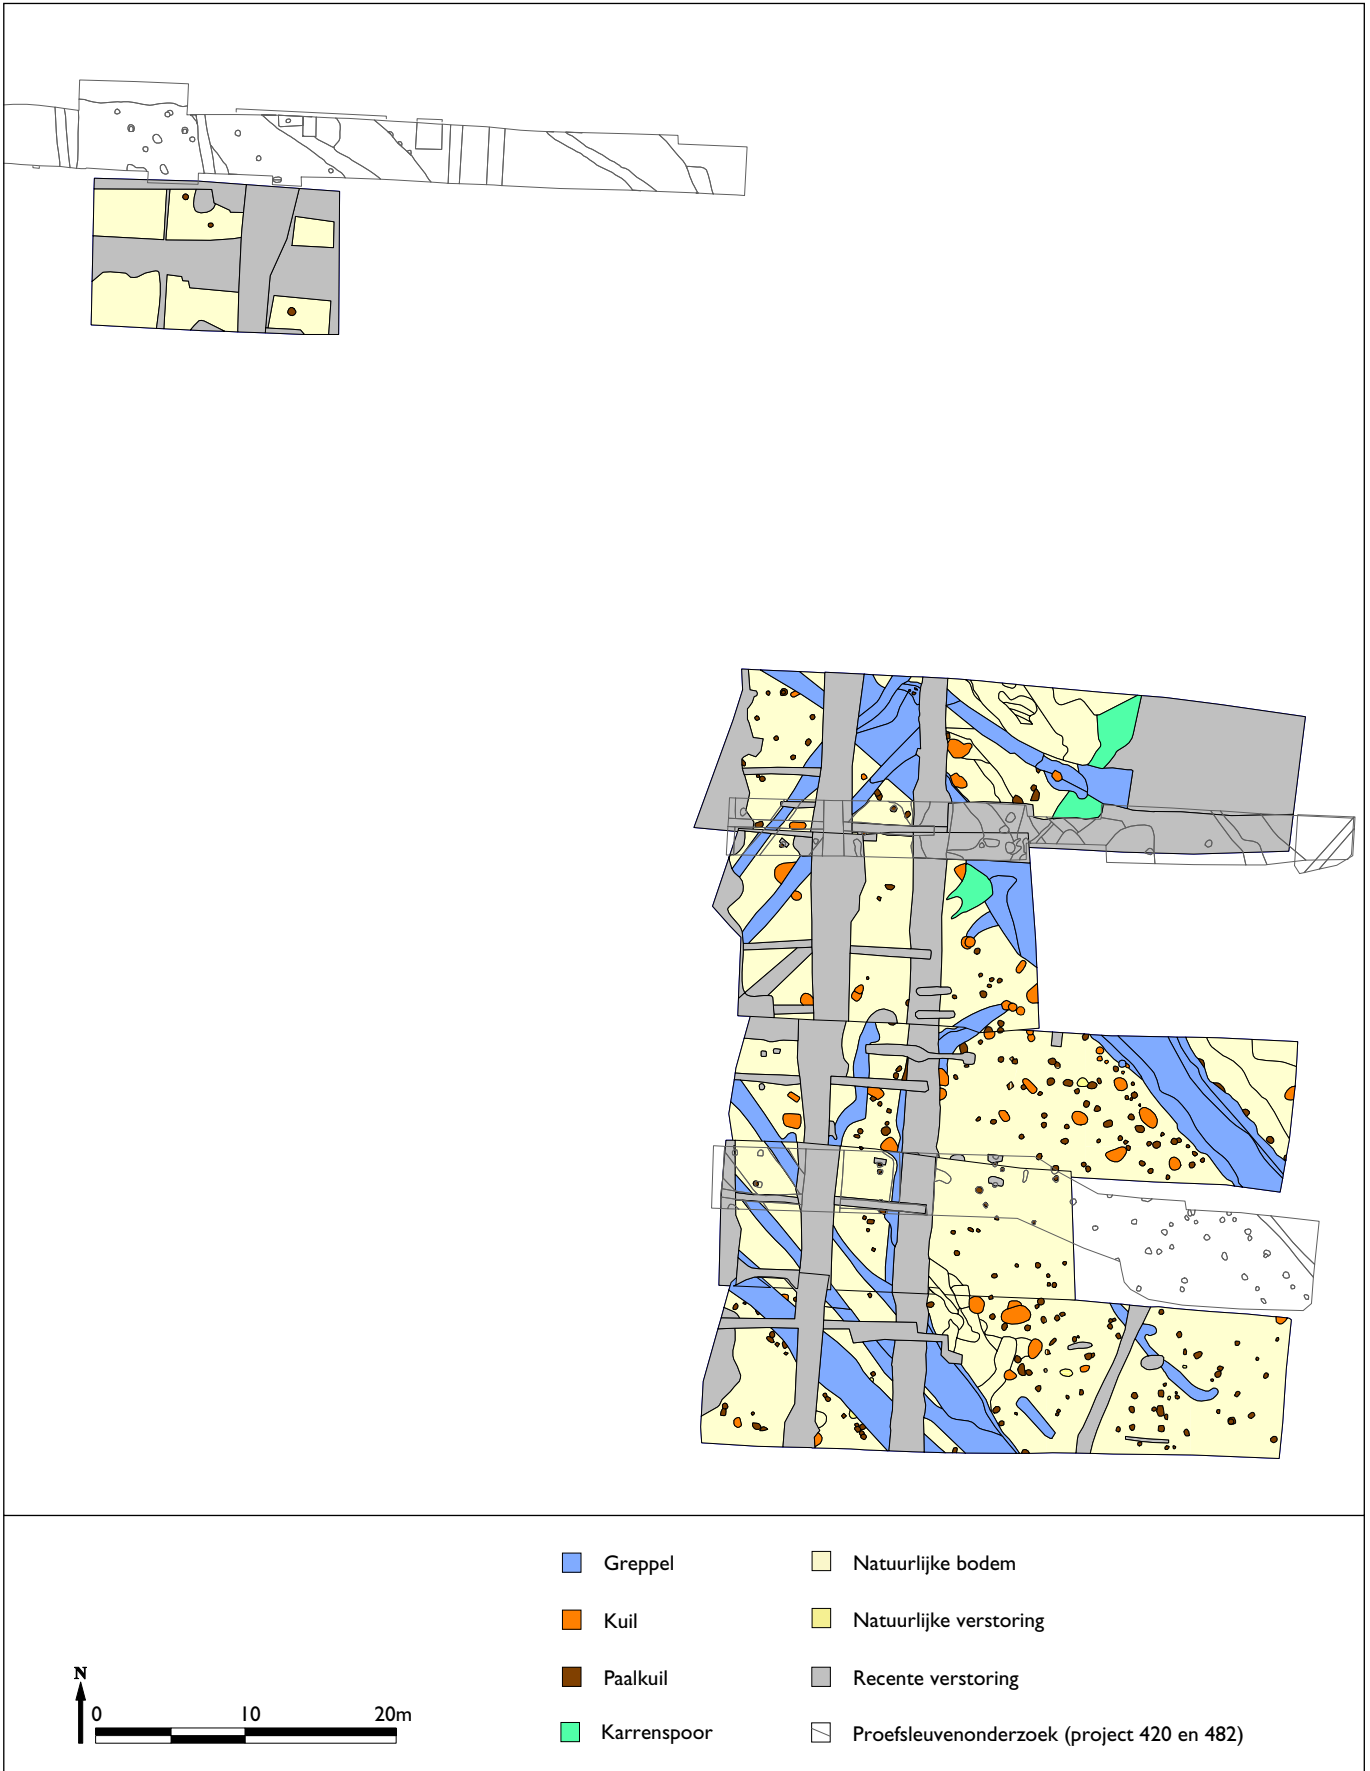 Greppel
Natuurlijke bodem
Kuil
Natuurlijke verstoring
N
Paalkuil
Recente verstoring
0 10 20m
Karrenspoor
Proefsleuvenonderzoek (project 420 en 482)